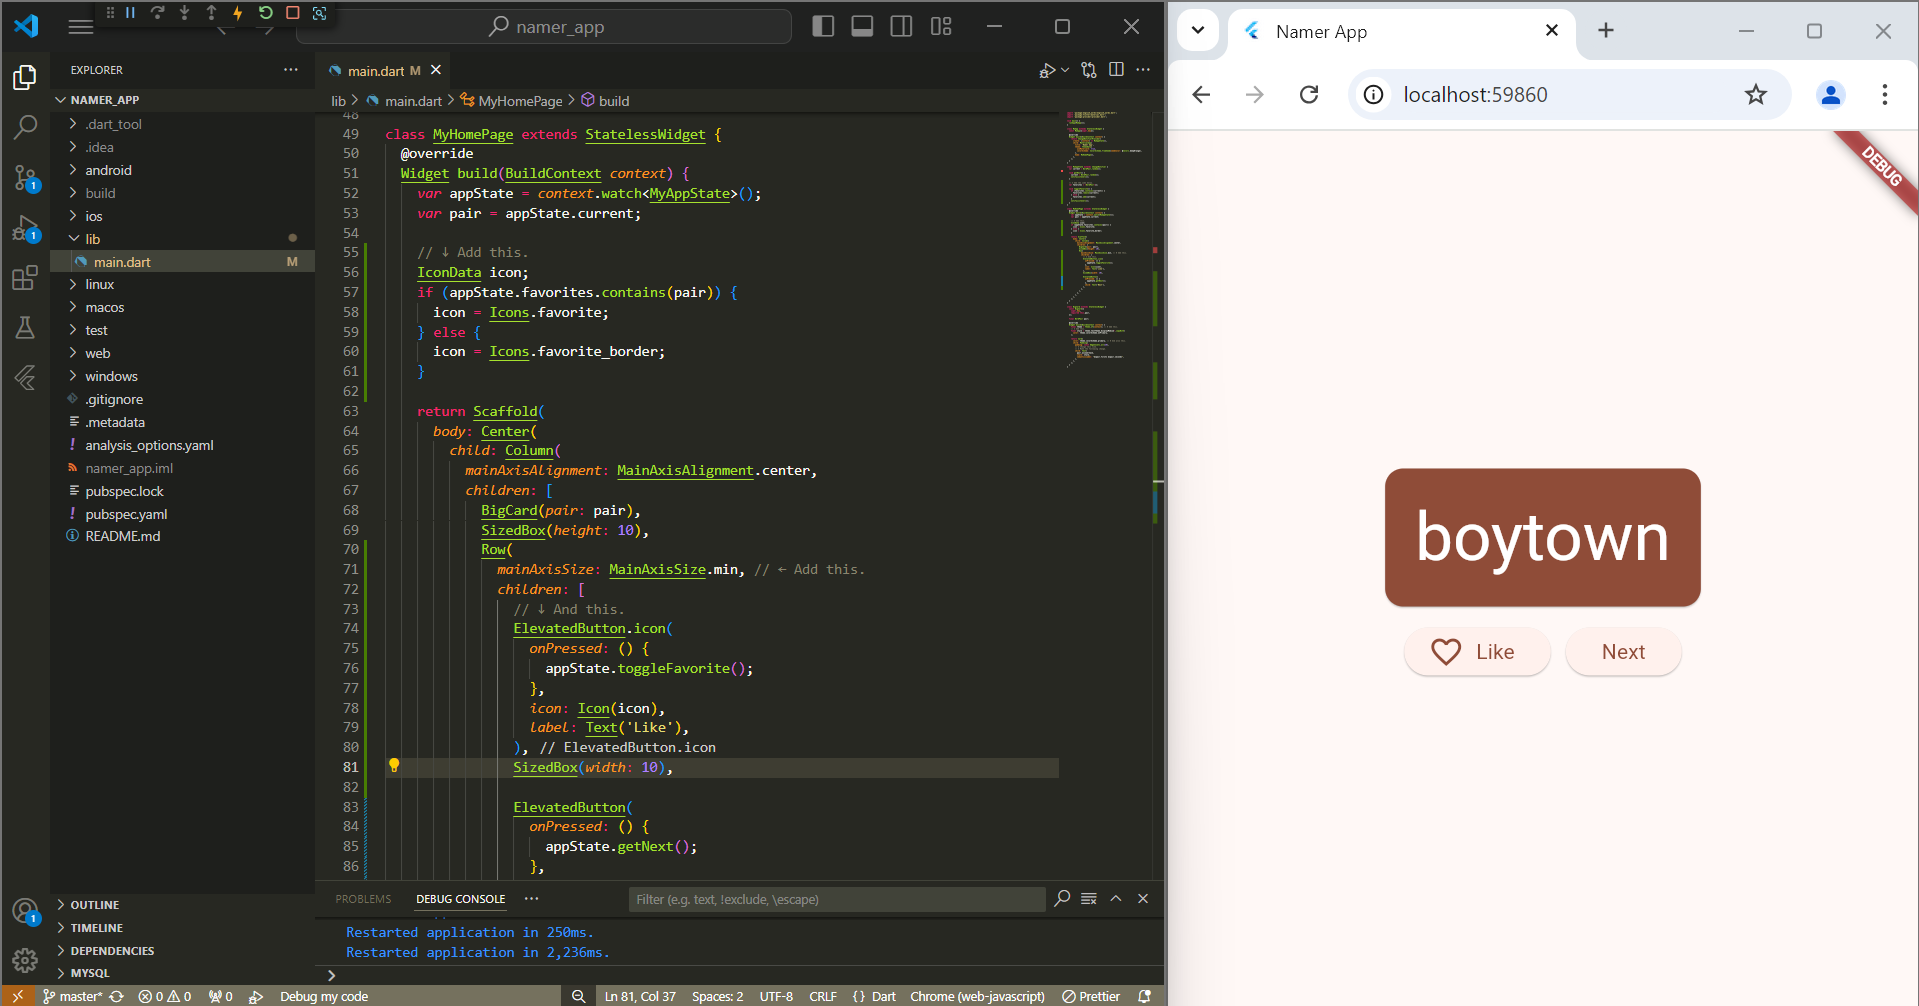 namer_app
EXPLORER
NAMER_APP
.dart_tool
.idea
android
build
ios
lib
main.dart M
linux
macos
test
web
windows
.gitignore
.metadata
analysis_options.yaml
namer_app.iml
pubspec.lock
pubspec.yaml
README.md
OUTLINE
TIMELINE
DEPENDENCIES
MYSQL
main.dart M
lib > main.dart > MyHomePage > build
48
49 class MyHomePage extends StatelessWidget {
50 @override
51 Widget build(BuildContext context) {
52 var appState = context.watch<MyAppState>();
53 var pair = appState.current;
54
55 // ↓ Add this.
56 IconData icon;
57 if (appState.favorites.contains(pair)) {
58 icon = Icons.favorite;
59 } else {
60 icon = Icons.favorite_border;
61 }
62
63 return Scaffold(
64 body: Center(
65 child: Column(
66 mainAxisAlignment: MainAxisAlignment.center,
67 children: [
68 BigCard(pair: pair),
69 SizedBox(height: 10),
70 Row(
71 mainAxisSize: MainAxisSize.min, // ← Add this.
72 children: [
73 // ↓ And this.
74 ElevatedButton.icon(
75 onPressed: () {
76 appState.toggleFavorite();
77 },
78 icon: Icon(icon),
79 label: Text('Like'),
80 ), // ElevatedButton.icon
81 SizedBox(width: 10),
82
83 ElevatedButton(
84 onPressed: () {
85 appState.getNext();
86 },
PROBLEMS DEBUG CONSOLE Filter (e.g. text, !exclude, \escape)
Restarted application in 250ms.
Restarted application in 2,236ms.
1
1
1
master* 0 0 0 Debug my code Ln 81, Col 37 Spaces: 2 UTF-8 CRLF {} Dart Chrome (web-javascript) Prettier
Namer App
localhost:59860
DEBUG
boytown
Like Next